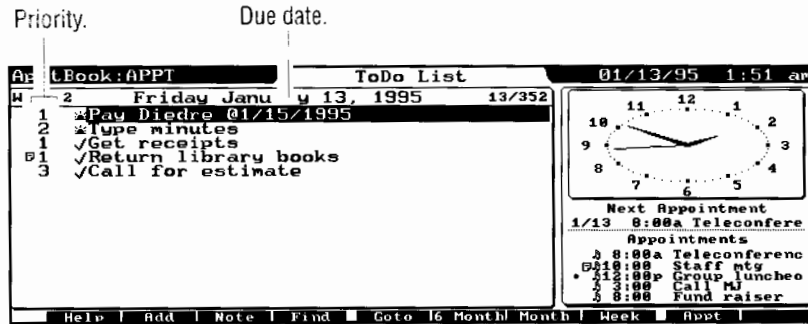 Priority. Due date.
Ap tBook:APPT ToDo List 01/13/95 1:51 am
W 2 Friday Janu y 13, 1995 13/352
1 Pay Diedre @1/15/1995
2 Type minutes
1 ✓Get receipts
1 ✓Return library books
3 ✓Call for estimate
12
11 1
10 2
9 3
8 4
7 5
6
Next Appointment
1/13 8:00a Teleconfere
Appointments
8:00a Teleconferenc
10:00 Staff mtg
12:00p Group luncheo
3:00 Call MJ
8:00 Fund raiser
Help Add Note Find Goto 6 Month Month Week Appt